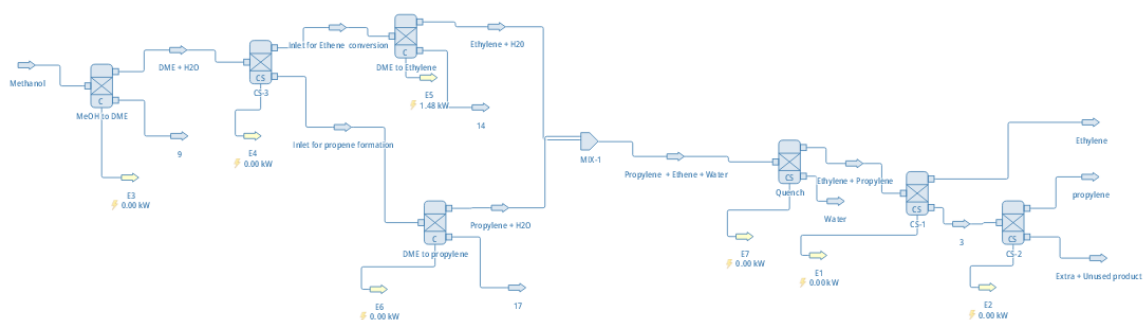 Methanol
C
MeOH to DME
DME + H2O
9
E3
0.00 kW
CS
CS-3
E4
0.00 kW
Inlet for Ethene conversion
Inlet for propene formation
C
DME to Ethylene
E5
1.48 kW
Ethylene + H20
14
C
DME to propylene
E6
0.00 kW
Propylene + H2O
17
MIX-1
Propylene + Ethene + Water
CS
Quench
E7
0.00 kW
Ethylene + Propylene
Water
CS
CS-1
E1
0.00 kW
3
CS
CS-2
E2
0.00 kW
Ethylene
propylene
Extra + Unused product